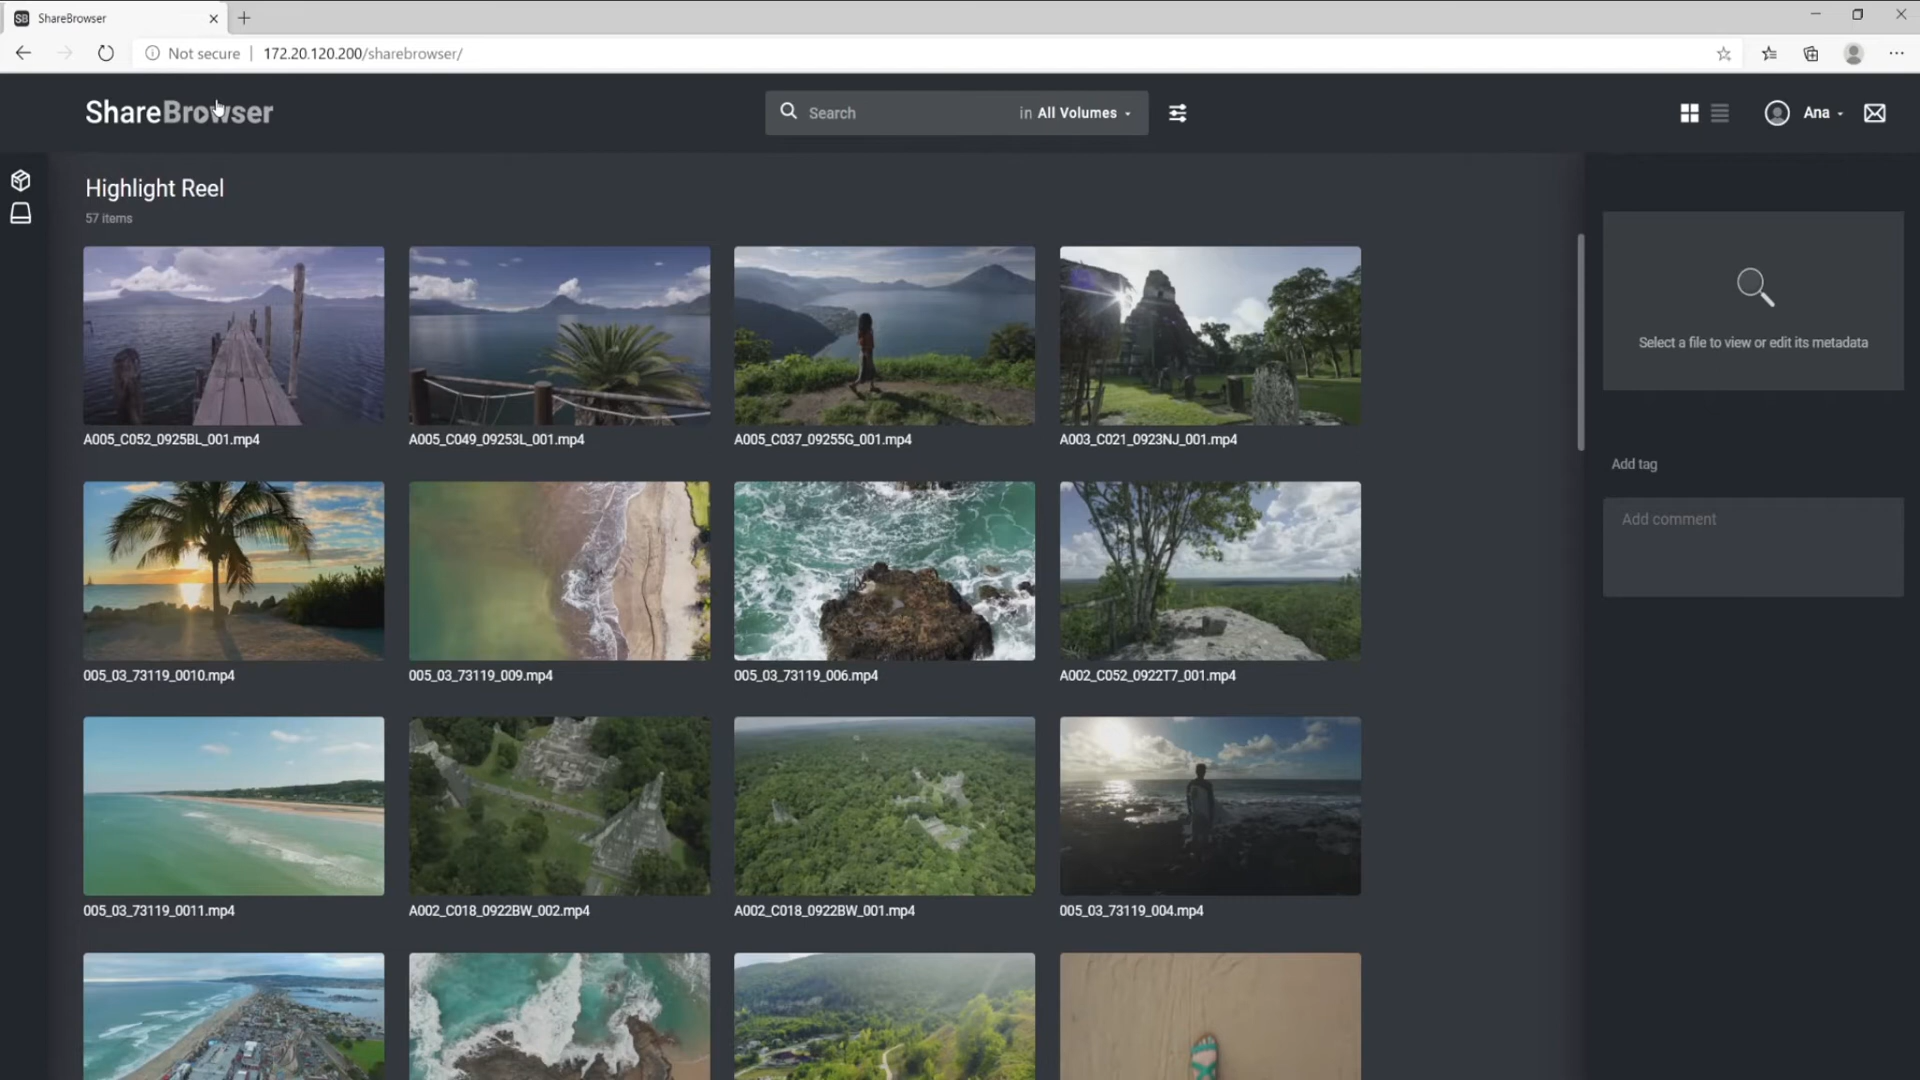 SB ShareBrowser
Not secure | 172.20.120.200/sharebrowser/
ShareBrowser
Search in All Volumes
Ana
Highlight Reel
57 items
A005_C052_0925BL_001.mp4 A005_C049_09253L_001.mp4 A005_C037_09255G_001.mp4 A003_C021_0923NJ_001.mp4
Select a file to view or edit its metadata
Add tag
Add comment
005_03_73119_0010.mp4 005_03_73119_009.mp4 005_03_73119_006.mp4 A002_C052_0922T7_001.mp4
005_03_73119_0011.mp4 A002_C018_0922BW_002.mp4 A002_C018_0922BW_001.mp4 005_03_73119_004.mp4